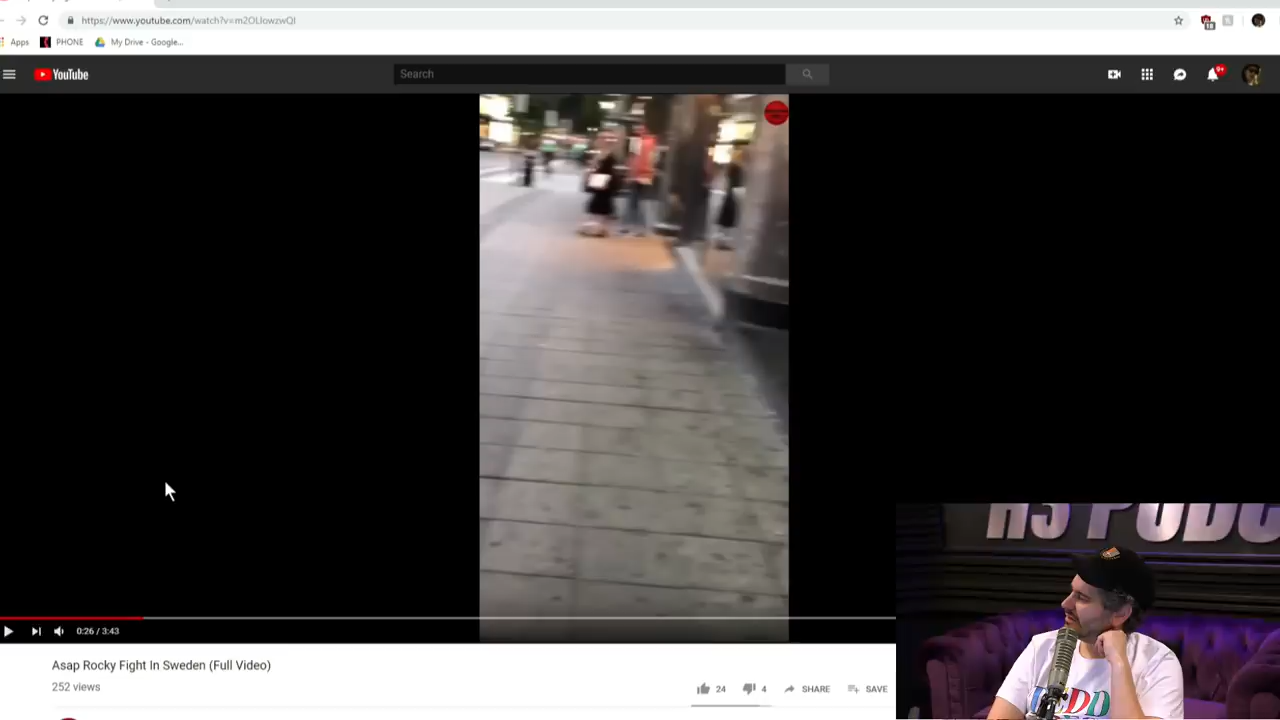 https://www.youtube.com/watch?v=m2OLlowzwQI
Apps PHONE My Drive - Google...
YouTube
Search
9+
0:26 / 3:43
Asap Rocky Fight In Sweden (Full Video)
252 views
24 4 SHARE SAVE
H3 PODC